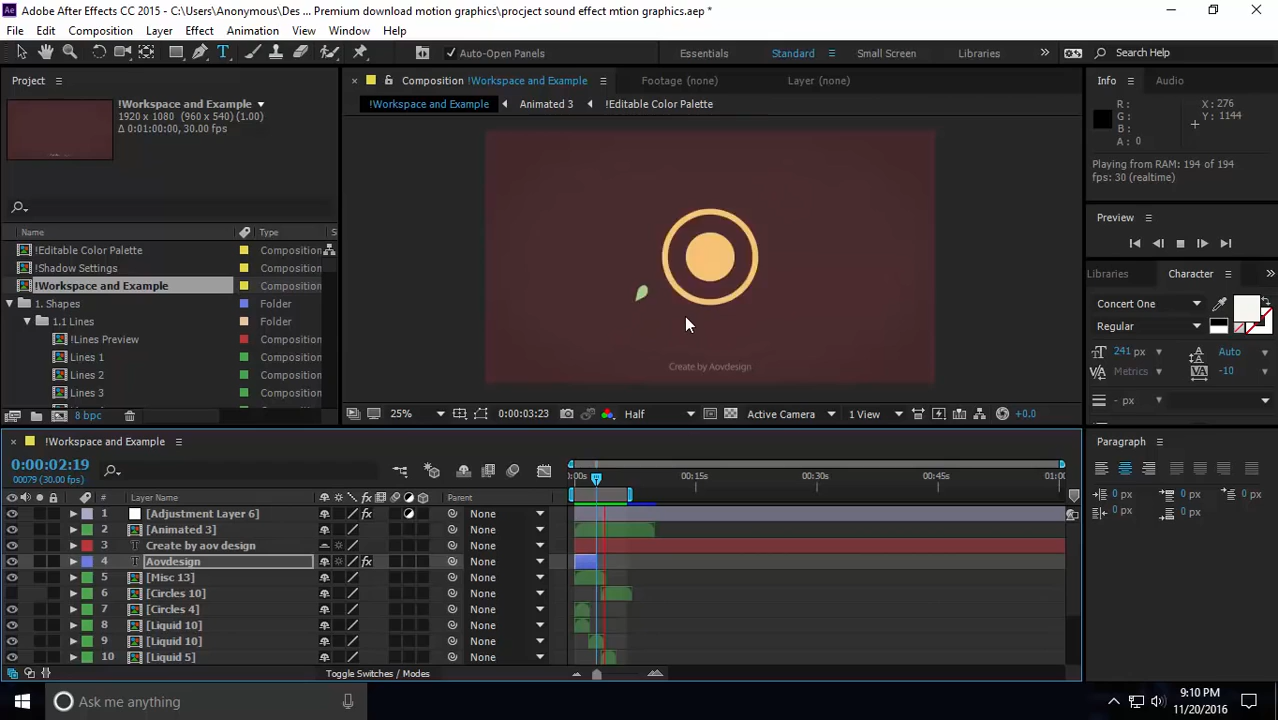 Ae Adobe After Effects CC 2015 - C:\Users\Anonymous\Des ... Premium download motion graphics\procject sound effect mtion graphics.aep *
File Edit Composition Layer Effect Animation View Window Help
T Auto-Open Panels Essentials Standard Small Screen Libraries Search Help
Project
!Workspace and Example
1920 x 1080 (960 x 540) (1.00)
Δ 0:01:00:00, 30.00 fps
Name Type S
!Editable Color Palette Composition
!Shadow Settings Composition
!Workspace and Example Composition
1. Shapes Folder
1.1 Lines Folder
!Lines Preview Composition
Lines 1 Composition
Lines 2 Composition
Lines 3 Composition
8 bpc
Composition !Workspace and Example Footage (none) Layer (none)
!Workspace and Example Animated 3 !Editable Color Palette
Create by Aovdesign
25% 0:00:03:23 Half Active Camera 1 View +0.0
Info Audio
R : X : 276
G : Y : 1144
B :
A : 0
Playing from RAM: 194 of 194
fps: 30 (realtime)
Preview
Libraries Character
Concert One
Regular
241 px Auto
Metrics -10
- px
!Workspace and Example
0:00:02:19
00079 (30.00 fps)
:00s 00:15s 00:30s 00:45s 01:0
# Layer Name fx Parent
1 [Adjustment Layer 6] fx None
2 [Animated 3] None
3 T Create by aov design None
4 T Aovdesign fx None
5 [Misc 13] None
6 [Circles 10] None
7 [Circles 4] None
8 [Liquid 10] None
9 [Liquid 10] None
10 [Liquid 5] None
Toggle Switches / Modes
Paragraph
0 px 0 px 0 px
0 px 0 px
Ask me anything
9:10 PM
11/20/2016